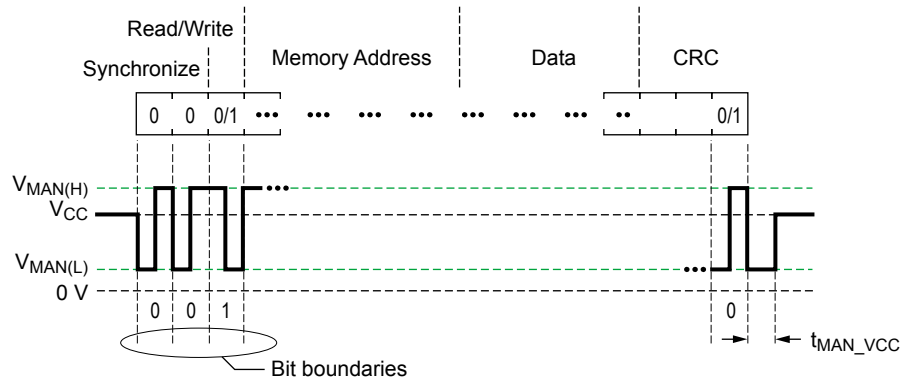 Read/Write
Synchronize
Memory Address
Data
CRC
0 0 0/1 ••• ••• ••• ••• ••• ••• ••• •• 0/1
V_MAN(H)
•••
V_CC
V_MAN(L)
•••
0 V
0 0 1 0
t_MAN_VCC
Bit boundaries